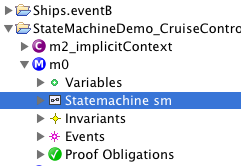 Ships.eventB
StateMachineDemo_CruiseContro
m2_implicitContext
m0
Variables
Statemachine sm
Invariants
Events
Proof Obligations